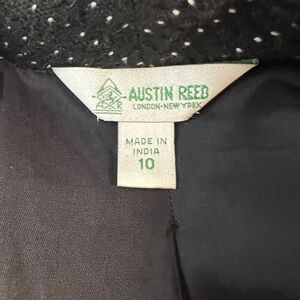 AUSTIN REED
LONDON-NEW YORK
MADE IN
INDIA
10